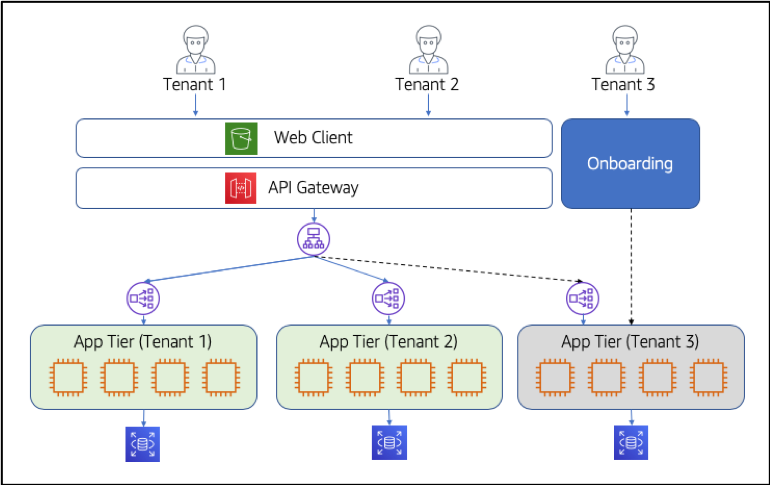 Tenant 1
Tenant 2
Tenant 3
Web Client
Onboarding
API Gateway
App Tier (Tenant 1)
App Tier (Tenant 2)
App Tier (Tenant 3)